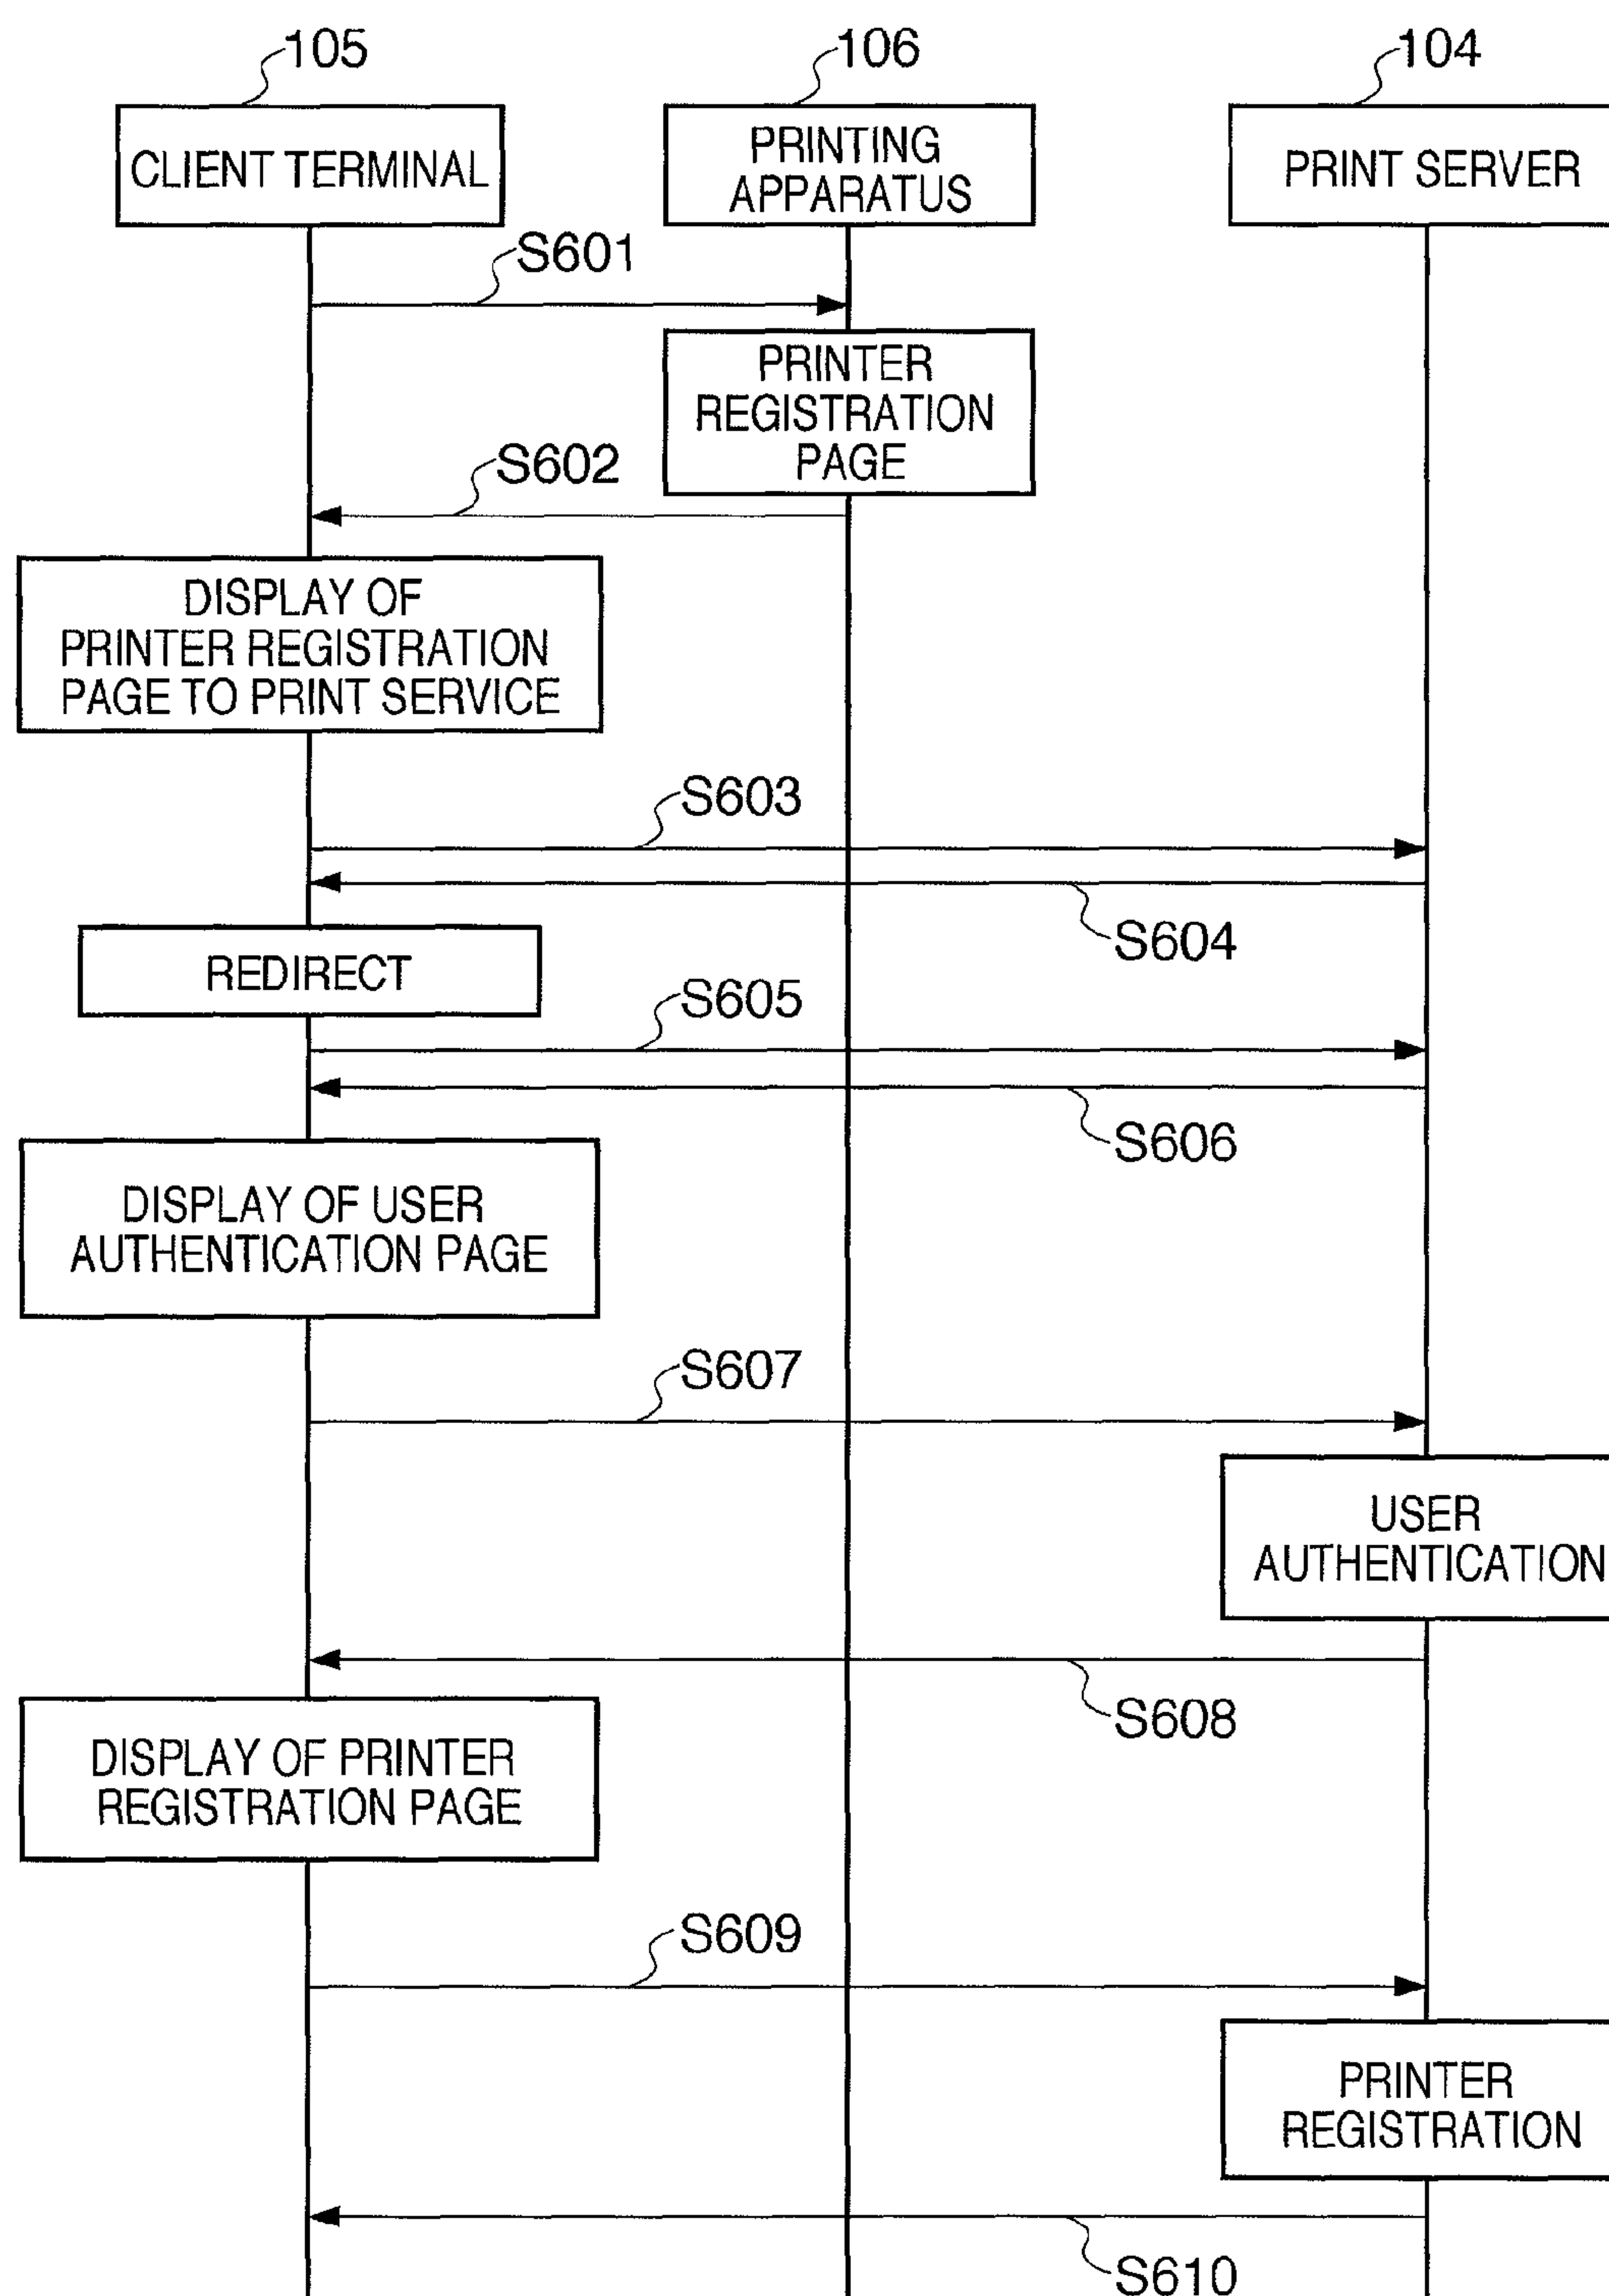 105
106
104
CLIENT TERMINAL
PRINTING
APPARATUS
PRINT SERVER
S601
PRINTER
REGISTRATION
PAGE
S602
DISPLAY OF
PRINTER REGISTRATION
PAGE TO PRINT SERVICE
S603
S604
REDIRECT
S605
S606
DISPLAY OF USER
AUTHENTICATION PAGE
S607
USER
AUTHENTICATION
S608
DISPLAY OF PRINTER
REGISTRATION PAGE
S609
PRINTER
REGISTRATION
S610